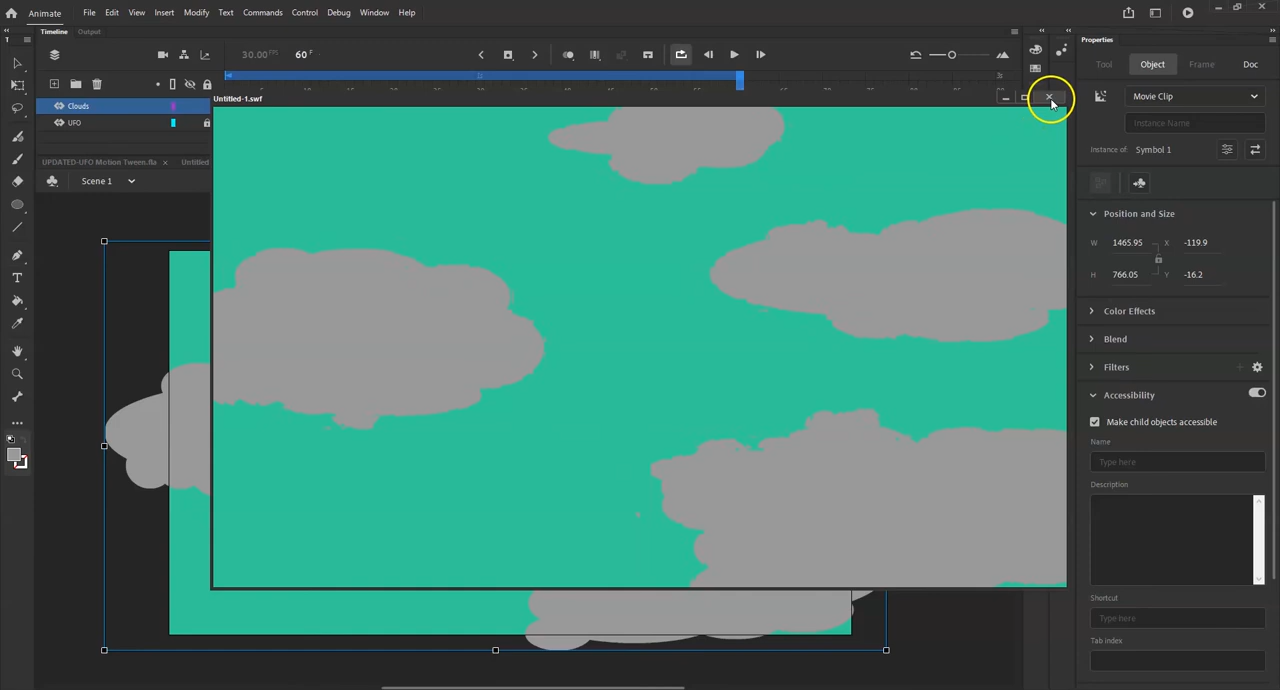 Animate File Edit View Insert Modify Text Commands Control Debug Window Help
Timeline Output
30.00 FPS 60 F
Clouds
UFO
UPDATED-UFO Motion Tween.fla × Untitled
Scene 1
Untitled-1.swf
3s
Properties
Tool Object Frame Doc
Movie Clip
Instance Name
Instance of: Symbol 1
Position and Size
W 1465.95 X -119.9
H 766.05 Y -16.2
Color Effects
Blend
Filters
Accessibility
Make child objects accessible
Name
Type here
Description
Shortcut
Type here
Tab index